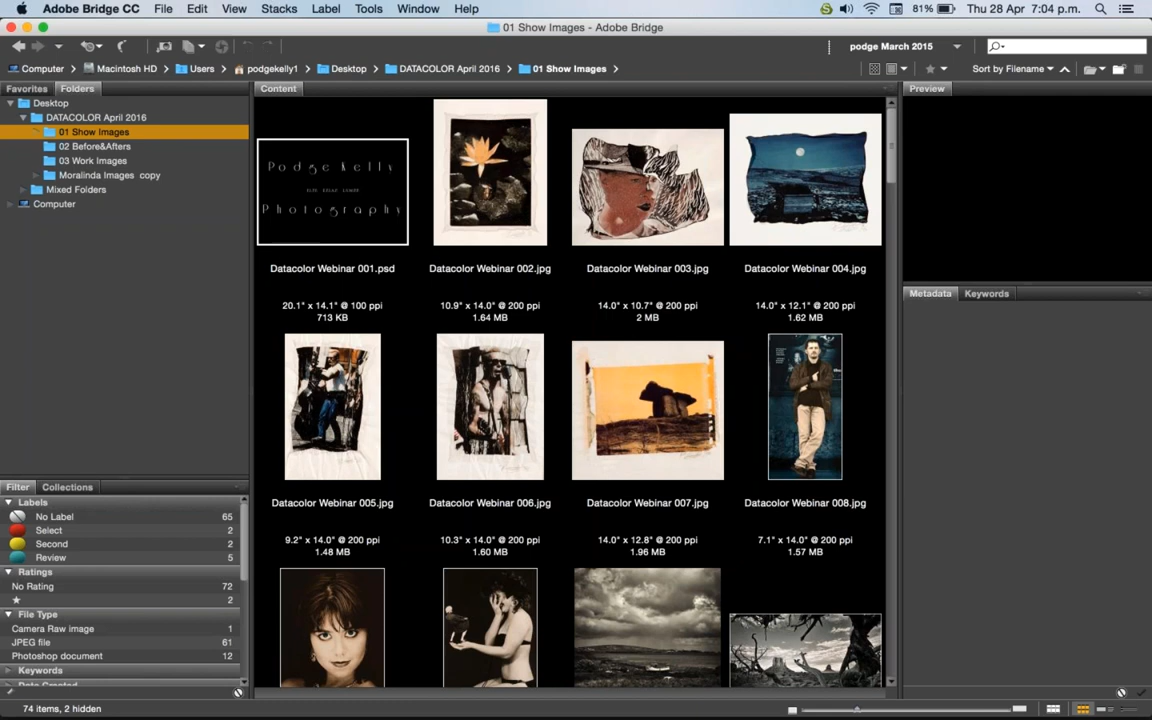 Adobe Bridge CC File Edit View Stacks Label Tools Window Help 81% Thu 28 Apr 7:04 p.m.
01 Show Images - Adobe Bridge
podge March 2015
Computer Macintosh HD Users podgekelly1 Desktop DATACOLOR April 2016 01 Show Images Sort by Filename
Favorites Folders
Desktop
DATACOLOR April 2016
01 Show Images
02 Before&Afters
03 Work Images
Moralinda Images copy
Mixed Folders
Computer
Content
Podge Kelly
Photography
Datacolor Webinar 001.psd Datacolor Webinar 002.jpg Datacolor Webinar 003.jpg Datacolor Webinar 004.jpg
20.1" x 14.1" @ 100 ppi 10.9" x 14.0" @ 200 ppi 14.0" x 10.7" @ 200 ppi 14.0" x 12.1" @ 200 ppi
713 KB 1.64 MB 2 MB 1.62 MB
Datacolor Webinar 005.jpg Datacolor Webinar 006.jpg Datacolor Webinar 007.jpg Datacolor Webinar 008.jpg
9.2" x 14.0" @ 200 ppi 10.3" x 14.0" @ 200 ppi 14.0" x 12.8" @ 200 ppi 7.1" x 14.0" @ 200 ppi
1.48 MB 1.60 MB 1.96 MB 1.57 MB
Preview
Metadata Keywords
Filter Collections
Labels
No Label 65
Select 2
Second 2
Review 5
Ratings
No Rating 72
★ 2
File Type
Camera Raw image 1
JPEG file 61
Photoshop document 12
Keywords
Date Created
74 items, 2 hidden